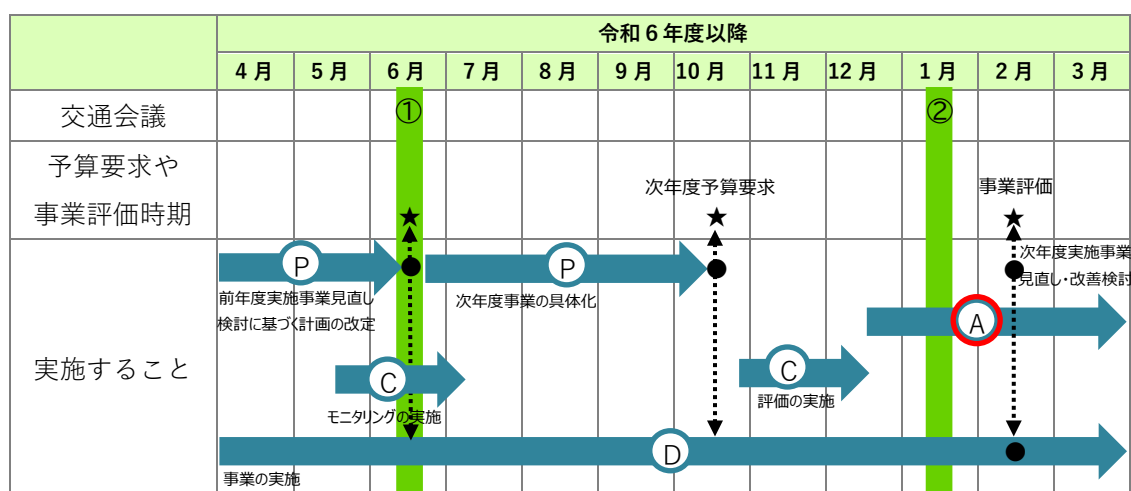 令和６年度以降
4月 5月 6月 7月 8月 9月 10月 11月 12月 1月 2月 3月
交通会議
① ②
予算要求や
事業評価時期
次年度予算要求
事業評価
★ ★ ★
実施すること
P
前年度実施事業見直し
検討に基づく計画の改定
P
次年度事業の具体化
次年度実施事業
見直し・改善検討
A
C
モニタリングの実施
C
評価の実施
D
事業の実施